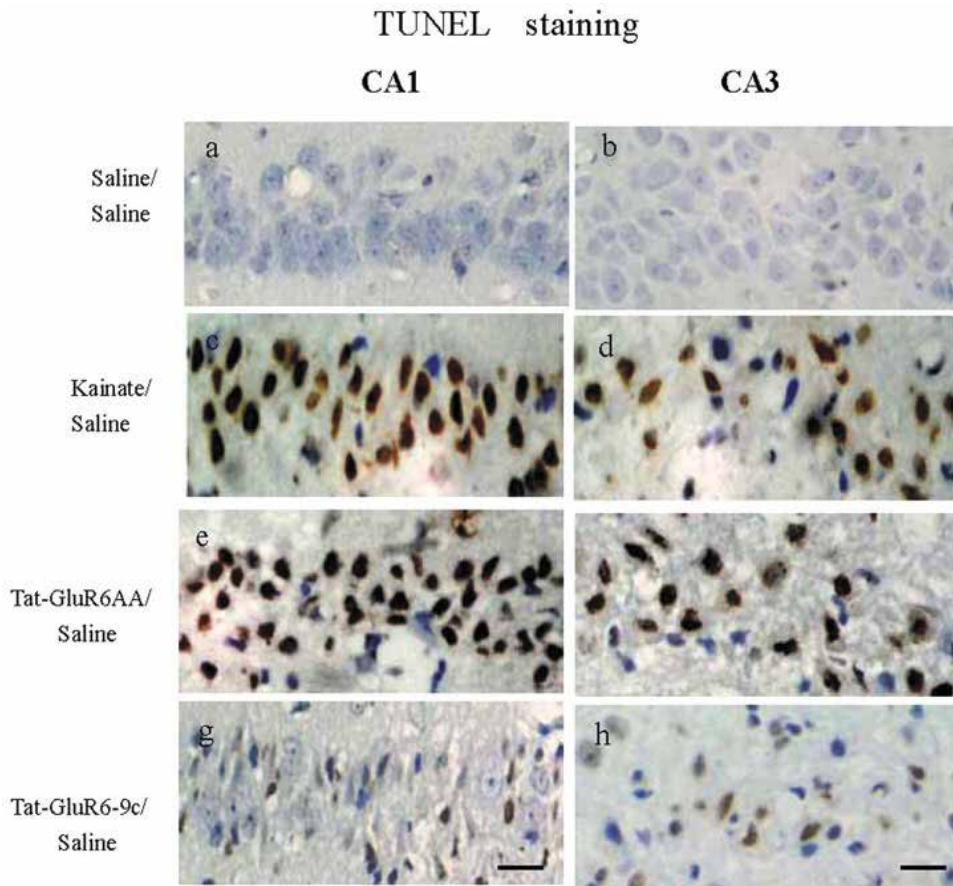 TUNEL staining
CA1 CA3
a b
Saline/
Saline
c d
Kainate/
Saline
e
Tat-GluR6AA/
Saline
g h
Tat-GluR6-9c/
Saline